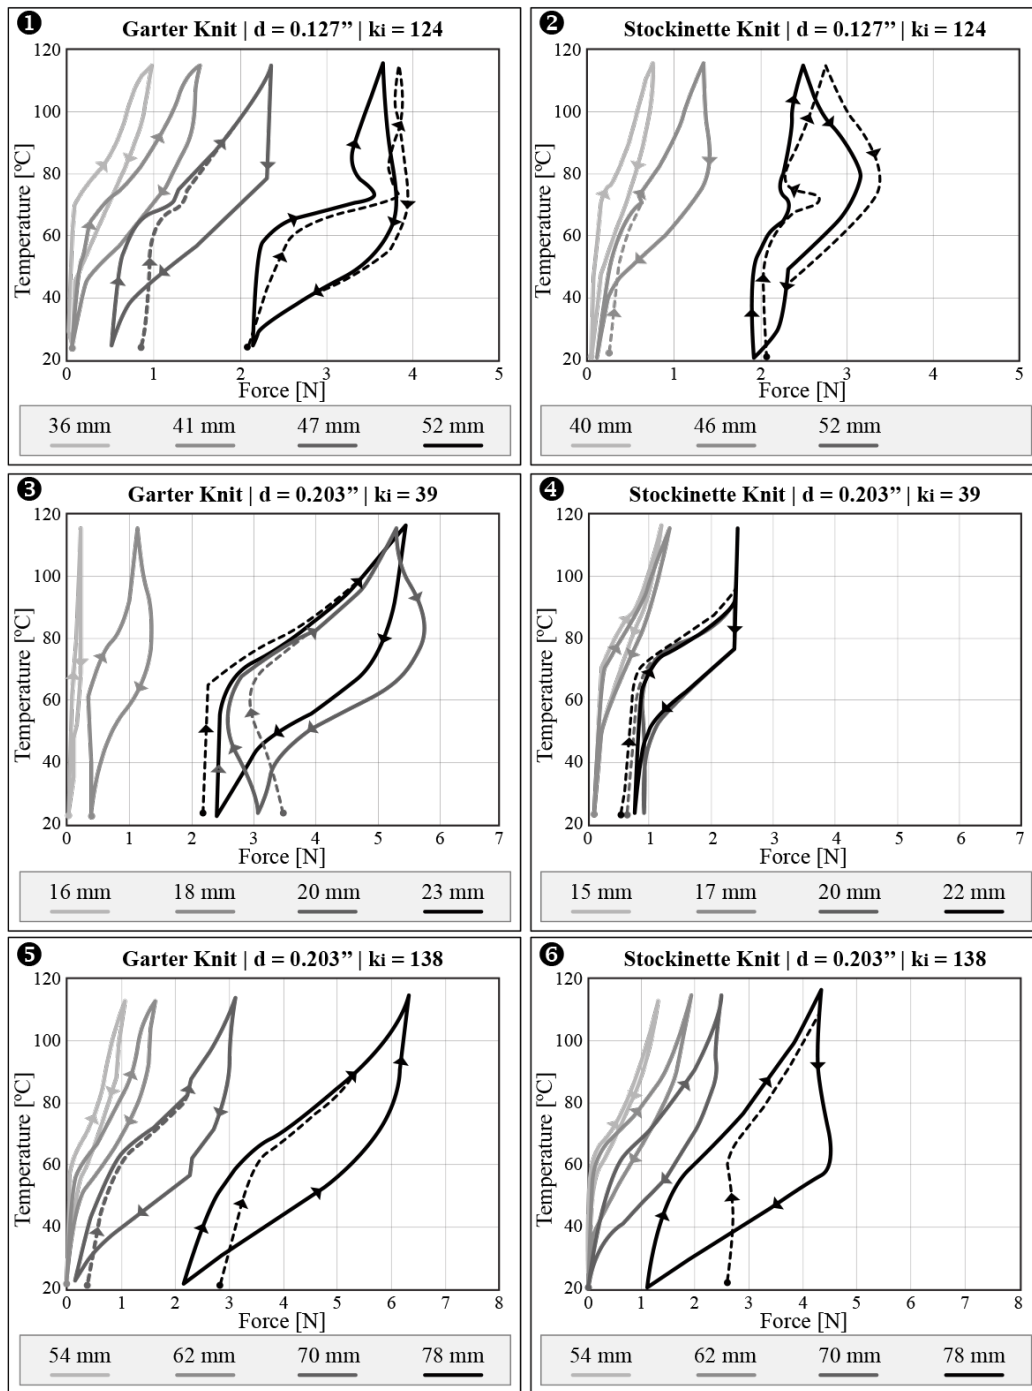 ❶ Garter Knit | d = 0.127” | ki = 124
120
100
80
60
40
20
Temperature [ºC]
0 1 2 3 4 5
Force [N]
36 mm 41 mm 47 mm 52 mm
❷ Stockinette Knit | d = 0.127” | ki = 124
120
100
80
60
40
20
Temperature [ºC]
0 1 2 3 4 5
Force [N]
40 mm 46 mm 52 mm
❸ Garter Knit | d = 0.203” | ki = 39
120
100
80
60
40
20
Temperature [ºC]
0 1 2 3 4 5 6 7
Force [N]
16 mm 18 mm 20 mm 23 mm
❹ Stockinette Knit | d = 0.203” | ki = 39
120
100
80
60
40
20
Temperature [ºC]
0 1 2 3 4 5 6 7
Force [N]
15 mm 17 mm 20 mm 22 mm
❺ Garter Knit | d = 0.203” | ki = 138
120
100
80
60
40
20
Temperature [ºC]
0 1 2 3 4 5 6 7 8
Force [N]
54 mm 62 mm 70 mm 78 mm
❻ Stockinette Knit | d = 0.203” | ki = 138
120
100
80
60
40
20
Temperature [ºC]
0 1 2 3 4 5 6 7 8
Force [N]
54 mm 62 mm 70 mm 78 mm